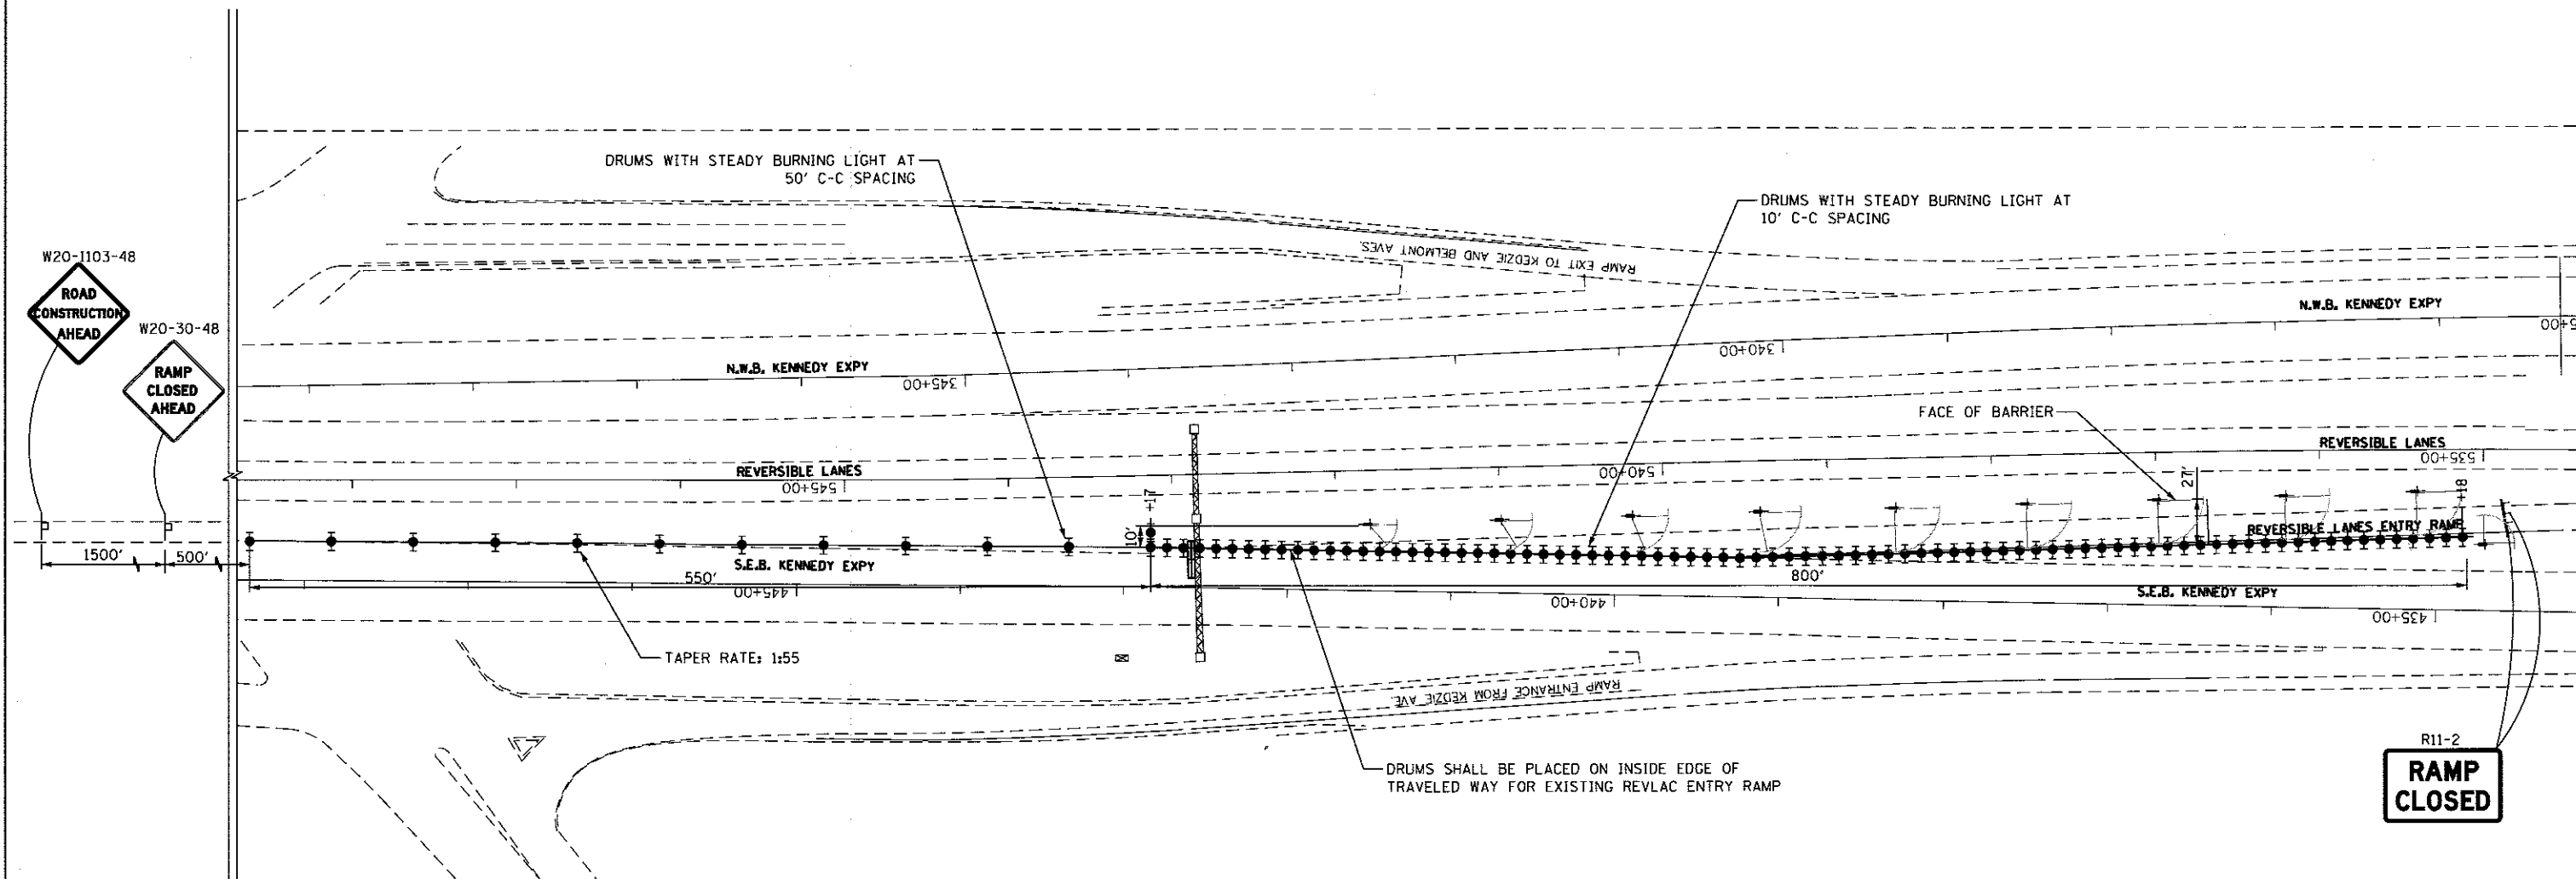 DRUMS WITH STEADY BURNING LIGHT AT
50' C-C SPACING
DRUMS WITH STEADY BURNING LIGHT AT
10' C-C SPACING
W20-I103-48
ROAD
CONSTRUCTION
AHEAD
W20-30-48
RAMP
CLOSED
AHEAD
RAMP EXIT TO KEDZIE AND BELMONT AVES.
N.W.B. KENNEDY EXPY
N.W.B. KENNEDY EXPY
345+00
340+00
FACE OF BARRIER
REVERSIBLE LANES
REVERSIBLE LANES
545+00
540+00
535+00
+17
10'
27'
+18
REVERSIBLE LANES ENTRY RAMP
1500'
500'
550'
800'
S.E.B. KENNEDY EXPY
S.E.B. KENNEDY EXPY
445+00
440+00
435+00
TAPER RATE: 1:55
RAMP ENTRANCE FROM KEDZIE AVE.
DRUMS SHALL BE PLACED ON INSIDE EDGE OF
TRAVELED WAY FOR EXISTING REVLAC ENTRY RAMP
R11-2
RAMP
CLOSED